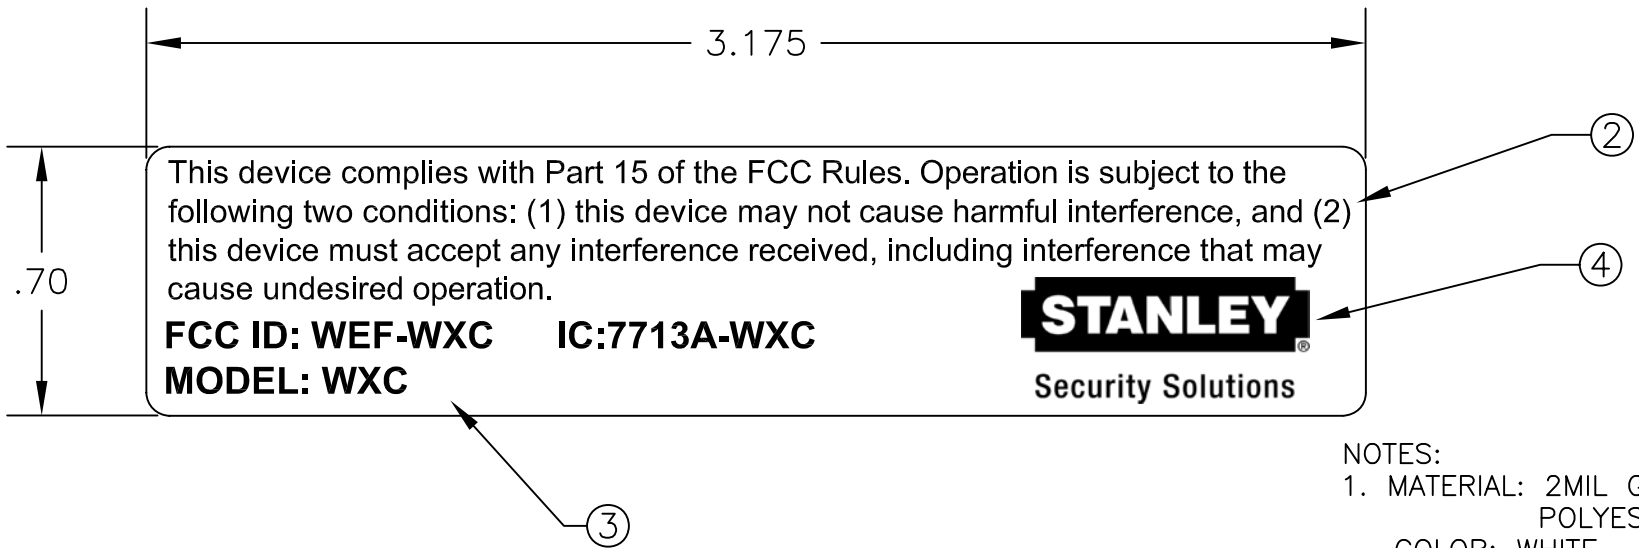 3.175
2
This device complies with Part 15 of the FCC Rules. Operation is subject to the
following two conditions: (1) this device may not cause harmful interference, and (2)
this device must accept any interference received, including interference that may
cause undesired operation.
.70
4
STANLEY®
FCC ID: WEF-WXC IC:7713A-WXC
MODEL: WXC
Security Solutions
NOTES:
1. MATERIAL: 2MIL
COLOR: WHITE
3